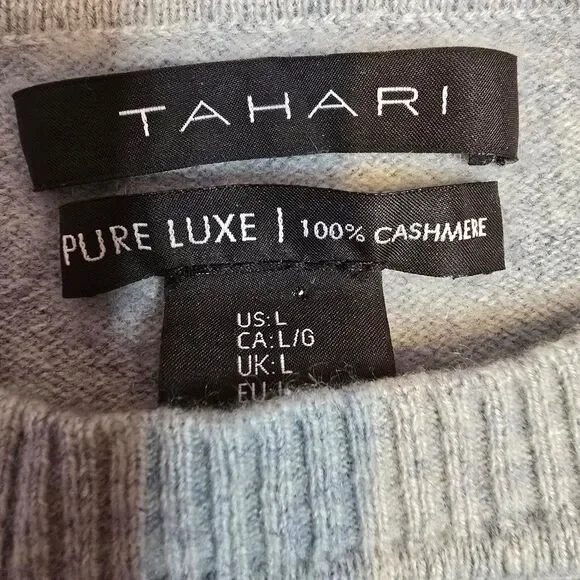 TAHARI
PURE LUXE | 100% CASHMERE
US:L
CA:L/G
UK:L